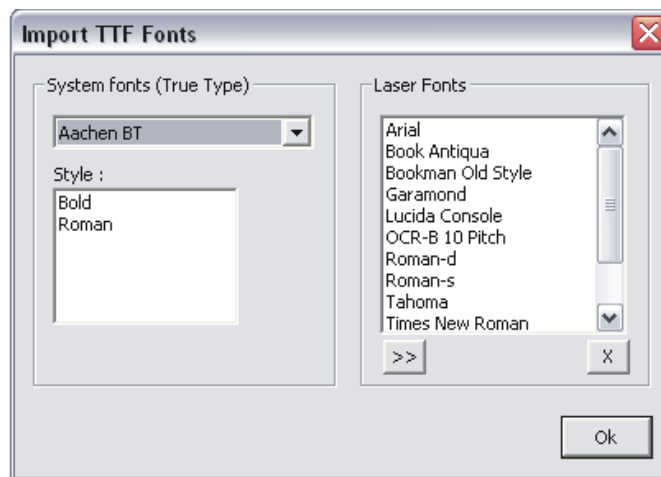 Import TTF Fonts
System fonts (True Type)
Aachen BT
Style :
Bold
Roman
Laser Fonts
Arial
Book Antiqua
Bookman Old Style
Garamond
Lucida Console
OCR-B 10 Pitch
Roman-d
Roman-s
Tahoma
Times New Roman
>>
X
Ok